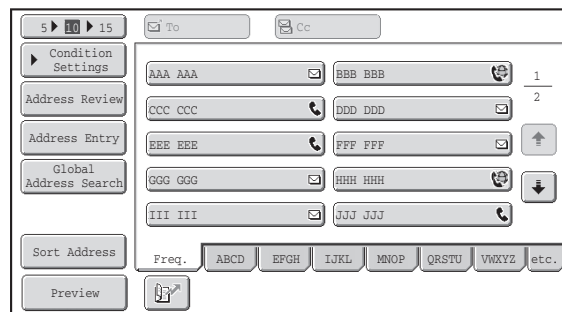 5 10 15
To
Cc
Condition
Settings
Address Review
Address Entry
Global
Address Search
Sort Address
Preview
AAA AAA
BBB BBB
CCC CCC
DDD DDD
EEE EEE
FFF FFF
GGG GGG
HHH HHH
III III
JJJ JJJ
1
2
Freq.
ABCD
EFGH
IJKL
MNOP
QRSTU
VWXYZ
etc.